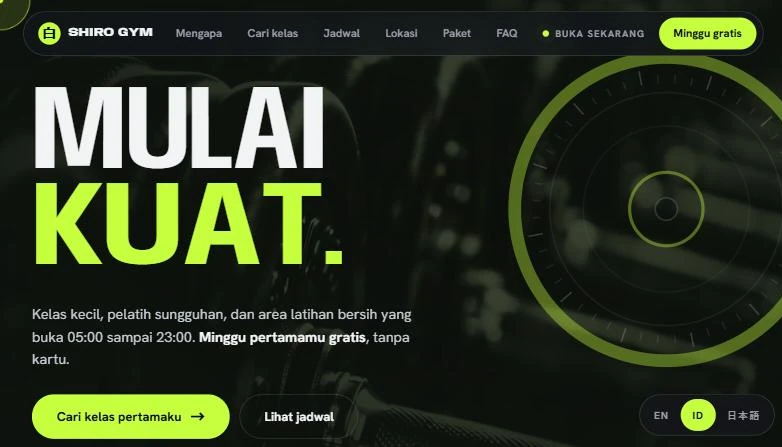 白 SHIRO GYM Mengapa Cari kelas Jadwal Lokasi Paket FAQ BUKA SEKARANG Minggu gratis
MULAI
KUAT.
Kelas kecil, pelatih sungguhan, dan area latihan bersih yang
buka 05:00 sampai 23:00. Minggu pertamamu gratis, tanpa
kartu.
Cari kelas pertamaku → Lihat jadwal
EN ID 日本語